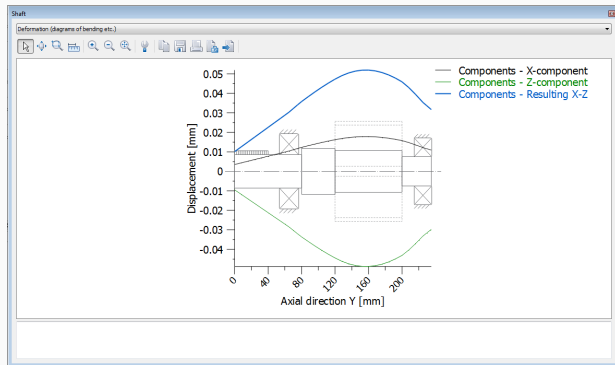 Shaft
Deformation (diagrams of bending etc.)
Components - X-component
Components - Z-component
Components - Resulting X-Z
Displacement [mm]
0.05
0.04
0.03
0.02
0.01
0
-0.01
-0.02
-0.03
-0.04
0 40 80 120 160 200
Axial direction Y [mm]